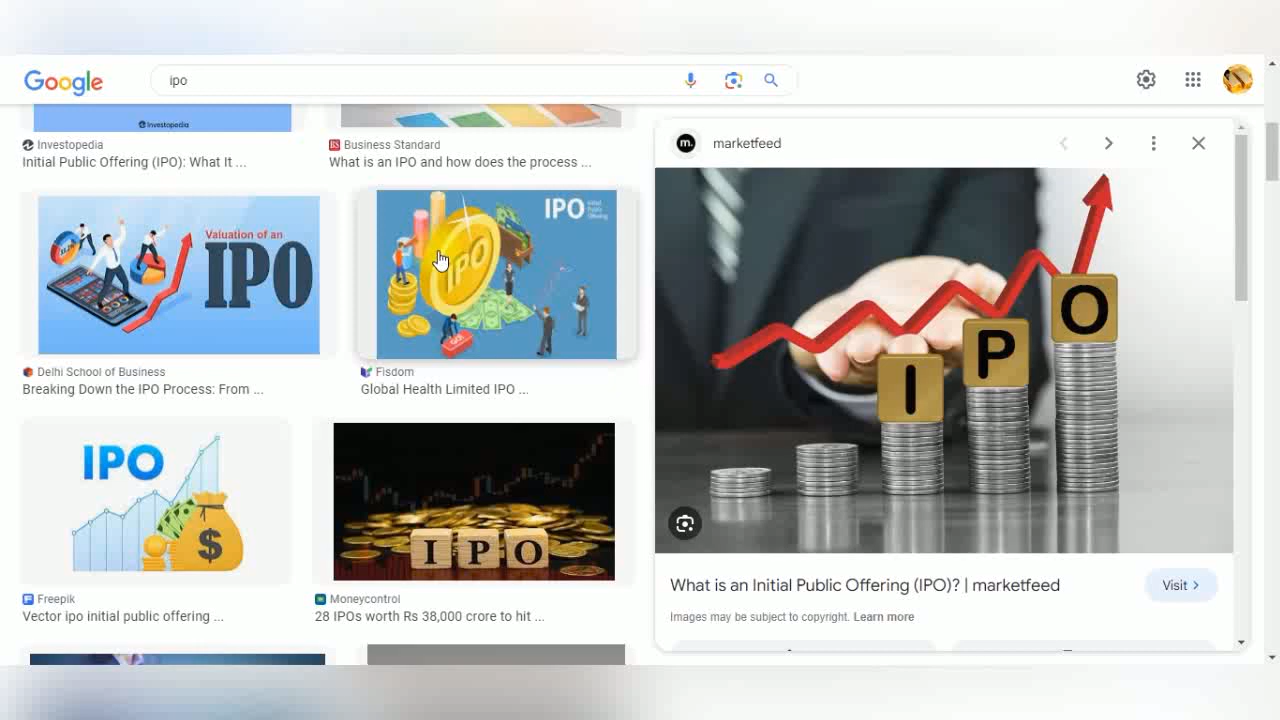 Google
ipo
Investopedia
Investopedia
Initial Public Offering (IPO): What It ...
Business Standard
What is an IPO and how does the process ...
m.
marketfeed
Valuation of an
IPO
IPO
Initial
Public
Offering
IPO
Delhi School of Business
Breaking Down the IPO Process: From ...
Fisdom
Global Health Limited IPO ...
I P O
IPO
$
I P O
Freepik
Vector ipo initial public offering ...
Moneycontrol
28 IPOs worth Rs 38,000 crore to hit ...
What is an Initial Public Offering (IPO)? | marketfeed
Visit >
Images may be subject to copyright. Learn more